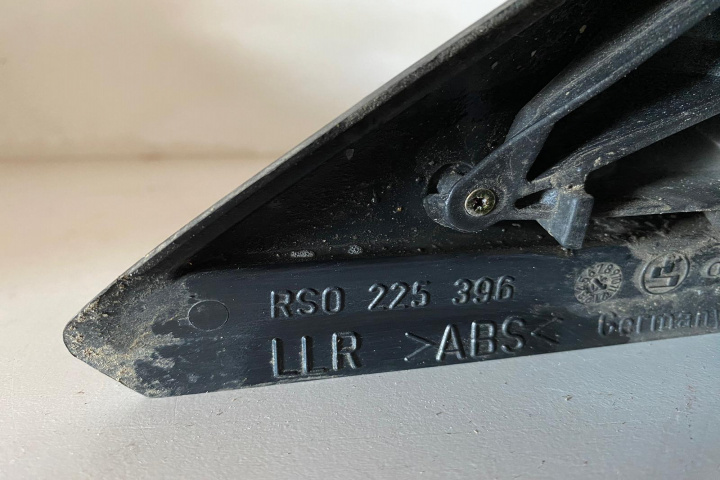 RSO 225 396
LLR >ABS<
Germany